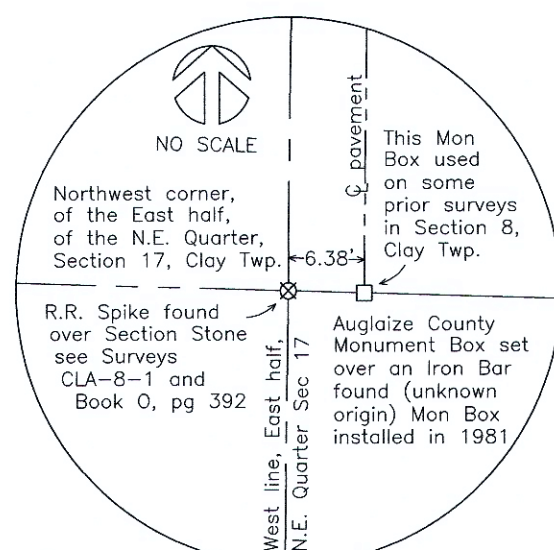 NO SCALE
℄ pavement
This Mon
Box used
on some
prior surveys
in Section 8,
Clay Twp.
Northwest corner,
of the East half,
of the N.E. Quarter,
Section 17, Clay Twp.
6.38'
R.R. Spike found
over Section Stone
see Surveys
CLA-8-1 and
Book O, pg 392
Auglaize County
Monument Box set
over an Iron Bar
found (unknown
origin) Mon Box
installed in 1981
West line, East half,
N.E. Quarter Sec 17